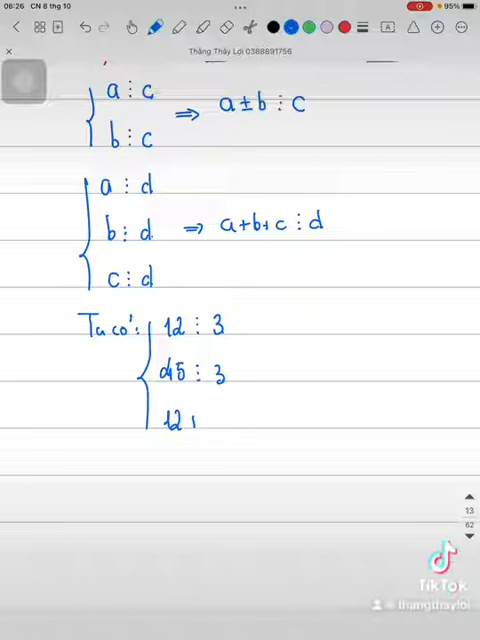 06:26 CN 8 thg 10
95%
Thắng Thầy Lợi 0388891756
a ⋮ c
b ⋮ c
⇒ a ± b ⋮ c
a ⋮ d
b ⋮ d ⇒ a+b+c ⋮ d
c ⋮ d
Ta có: 12 ⋮ 3
45 ⋮ 3
12
13
62
TikTok
@thangthayloi